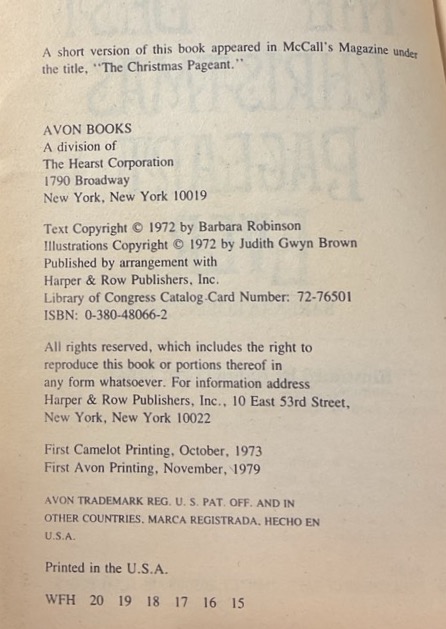 A short version of this book appeared in McCall's Magazine under
the title, "The Christmas Pageant."
AVON BOOKS
A division of
The Hearst Corporation
1790 Broadway
New York, New York 10019
Text Copyright © 1972 by Barbara Robinson
Illustrations Copyright © 1972 by Judith Gwyn Brown
Published by arrangement with
Harper & Row Publishers, Inc.
Library of Congress Catalog Card Number: 72-76501
ISBN: 0-380-48066-2
All rights reserved, which includes the right to
reproduce this book or portions thereof in
any form whatsoever. For information address
Harper & Row Publishers, Inc., 10 East 53rd Street,
New York, New York 10022
First Camelot Printing, October, 1973
First Avon Printing, November, 1979
AVON TRADEMARK REG. U. S. PAT. OFF. AND IN
OTHER COUNTRIES, MARCA REGISTRADA, HECHO EN
U.S.A.
Printed in the U.S.A.
WFH 20 19 18 17 16 15